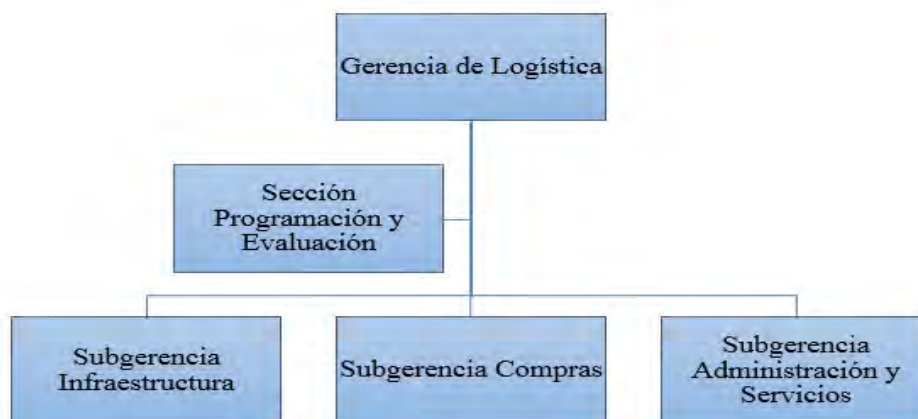 Gerencia de Logística
Sección
Programación y
Evaluación
Subgerencia
Infraestructura
Subgerencia Compras
Subgerencia
Administración y
Servicios